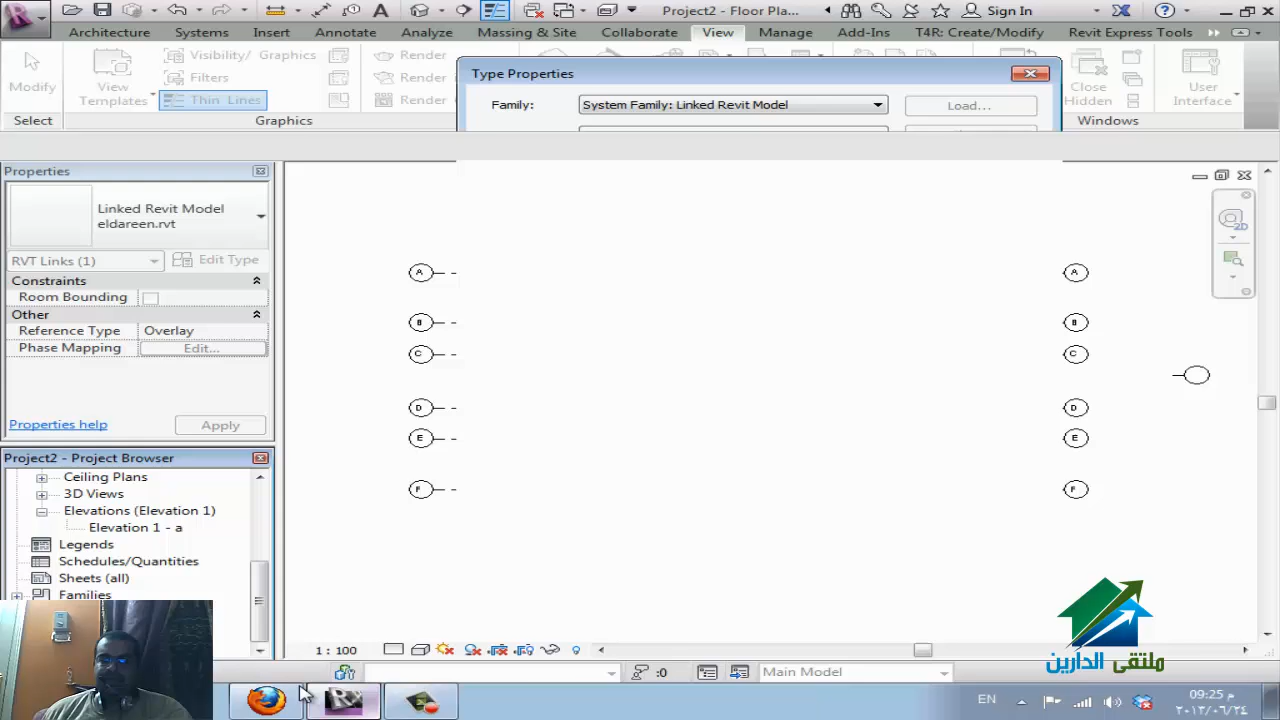 Project2 - Floor Pla...
Sign In
Architecture Systems Insert Annotate Analyze Massing & Site Collaborate View Manage Add-Ins T4R: Create/Modify Revit Express Tools
Modify
View
Templates
Visibility/ Graphics
Filters
Thin Lines
Render
Render
Render
Close
Hidden
User
Interface
Select
Graphics
Windows
Type Properties
Family:
System Family: Linked Revit Model
Load...
Properties
Linked Revit Model
eldareen.rvt
RVT Links (1)
Edit Type
Constraints
Room Bounding
Other
Reference Type Overlay
Phase Mapping Edit...
Properties help
Apply
Project2 - Project Browser
Ceiling Plans
3D Views
Elevations (Elevation 1)
Elevation 1 - a
Legends
Schedules/Quantities
Sheets (all)
Families
2D
A A
B B
C C
D D
E E
F F
1 : 100
:0
Main Model
ملتقى الدارين
EN
09:25 م
٢٠١٣/٠٦/٢٤